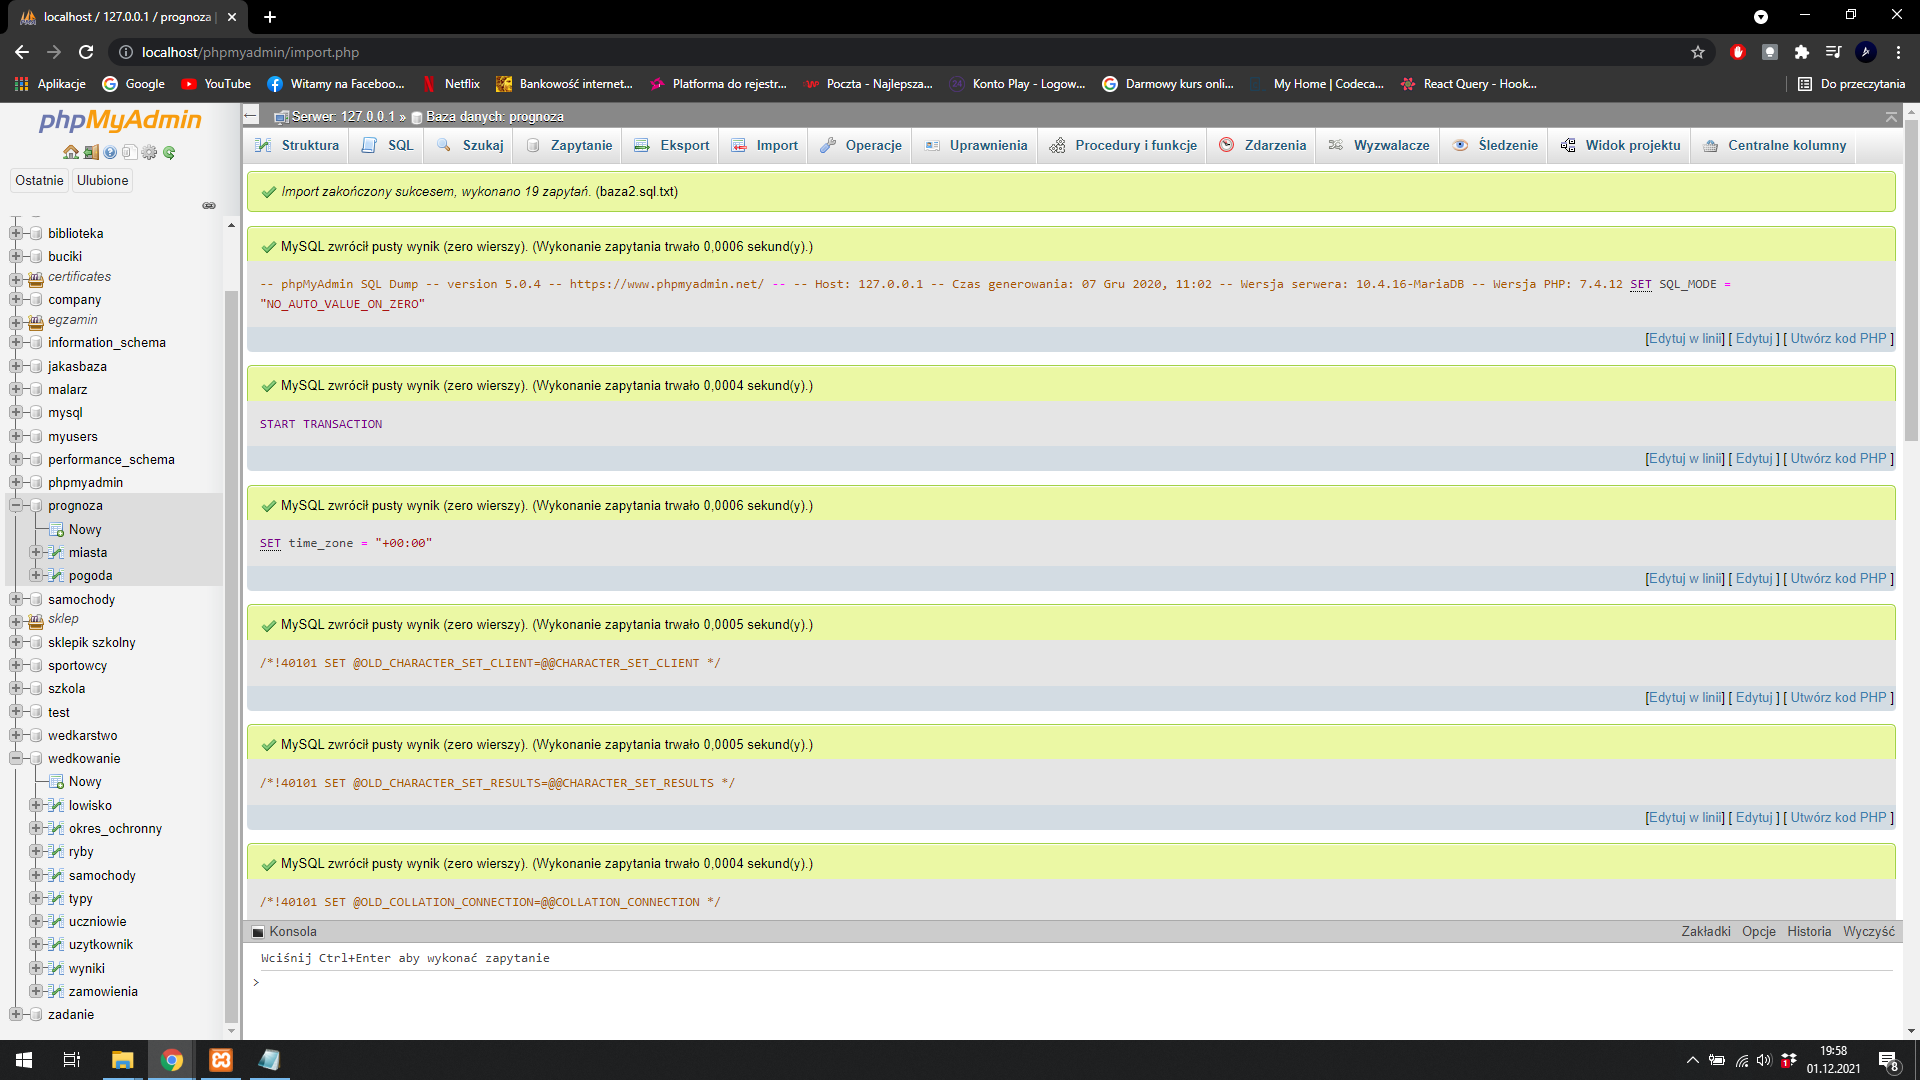 localhost / 127.0.0.1 / prognoza |
localhost/phpmyadmin/import.php
Aplikacje
Google
YouTube
Witamy na Faceboo...
Netflix
Bankowość internet...
Platforma do rejestr...
Poczta - Najlepsza...
24 Konto Play - Logow...
Darmowy kurs onli...
My Home | Codeca...
React Query - Hook...
Do przeczytania
phpMyAdmin
Ostatnie
Ulubione
biblioteka
buciki
certificates
company
egzamin
information_schema
jakasbaza
malarz
mysql
myusers
performance_schema
phpmyadmin
prognoza
Nowy
miasta
pogoda
samochody
sklep
sklepik szkolny
sportowcy
szkola
test
wedkarstwo
wedkowanie
Nowy
lowisko
okres_ochronny
ryby
samochody
typy
uczniowie
uzytkownik
wyniki
zamowienia
zadanie
Serwer: 127.0.0.1 » Baza danych: prognoza
Struktura
SQL
Szukaj
Zapytanie
Eksport
Import
Operacje
Uprawnienia
Procedury i funkcje
Zdarzenia
Wyzwalacze
Śledzenie
Widok projektu
Centralne kolumny
Import zakończony sukcesem, wykonano 19 zapytań. (baza2.sql.txt)
MySQL zwrócił pusty wynik (zero wierszy). (Wykonanie zapytania trwało 0,0006 sekund(y).)
-- phpMyAdmin SQL Dump -- version 5.0.4 -- https://www.phpmyadmin.net/ -- -- Host: 127.0.0.1 -- Czas generowania: 07 Gru 2020, 11:02 -- Wersja serwera: 10.4.16-MariaDB -- Wersja PHP: 7.4.12 SET SQL_MODE =
"NO_AUTO_VALUE_ON_ZERO"
[Edytuj w linii] [ Edytuj ] [ Utwórz kod PHP ]
MySQL zwrócił pusty wynik (zero wierszy). (Wykonanie zapytania trwało 0,0004 sekund(y).)
START TRANSACTION
[Edytuj w linii] [ Edytuj ] [ Utwórz kod PHP ]
MySQL zwrócił pusty wynik (zero wierszy). (Wykonanie zapytania trwało 0,0006 sekund(y).)
SET time_zone = "+00:00"
[Edytuj w linii] [ Edytuj ] [ Utwórz kod PHP ]
MySQL zwrócił pusty wynik (zero wierszy). (Wykonanie zapytania trwało 0,0005 sekund(y).)
/*!40101 SET @OLD_CHARACTER_SET_CLIENT=@@CHARACTER_SET_CLIENT */
[Edytuj w linii] [ Edytuj ] [ Utwórz kod PHP ]
MySQL zwrócił pusty wynik (zero wierszy). (Wykonanie zapytania trwało 0,0005 sekund(y).)
/*!40101 SET @OLD_CHARACTER_SET_RESULTS=@@CHARACTER_SET_RESULTS */
[Edytuj w linii] [ Edytuj ] [ Utwórz kod PHP ]
MySQL zwrócił pusty wynik (zero wierszy). (Wykonanie zapytania trwało 0,0004 sekund(y).)
/*!40101 SET @OLD_COLLATION_CONNECTION=@@COLLATION_CONNECTION */
Konsola
Zakładki
Opcje
Historia
Wyczyść
Wciśnij Ctrl+Enter aby wykonać zapytanie
>
19:58
01.12.2021
8